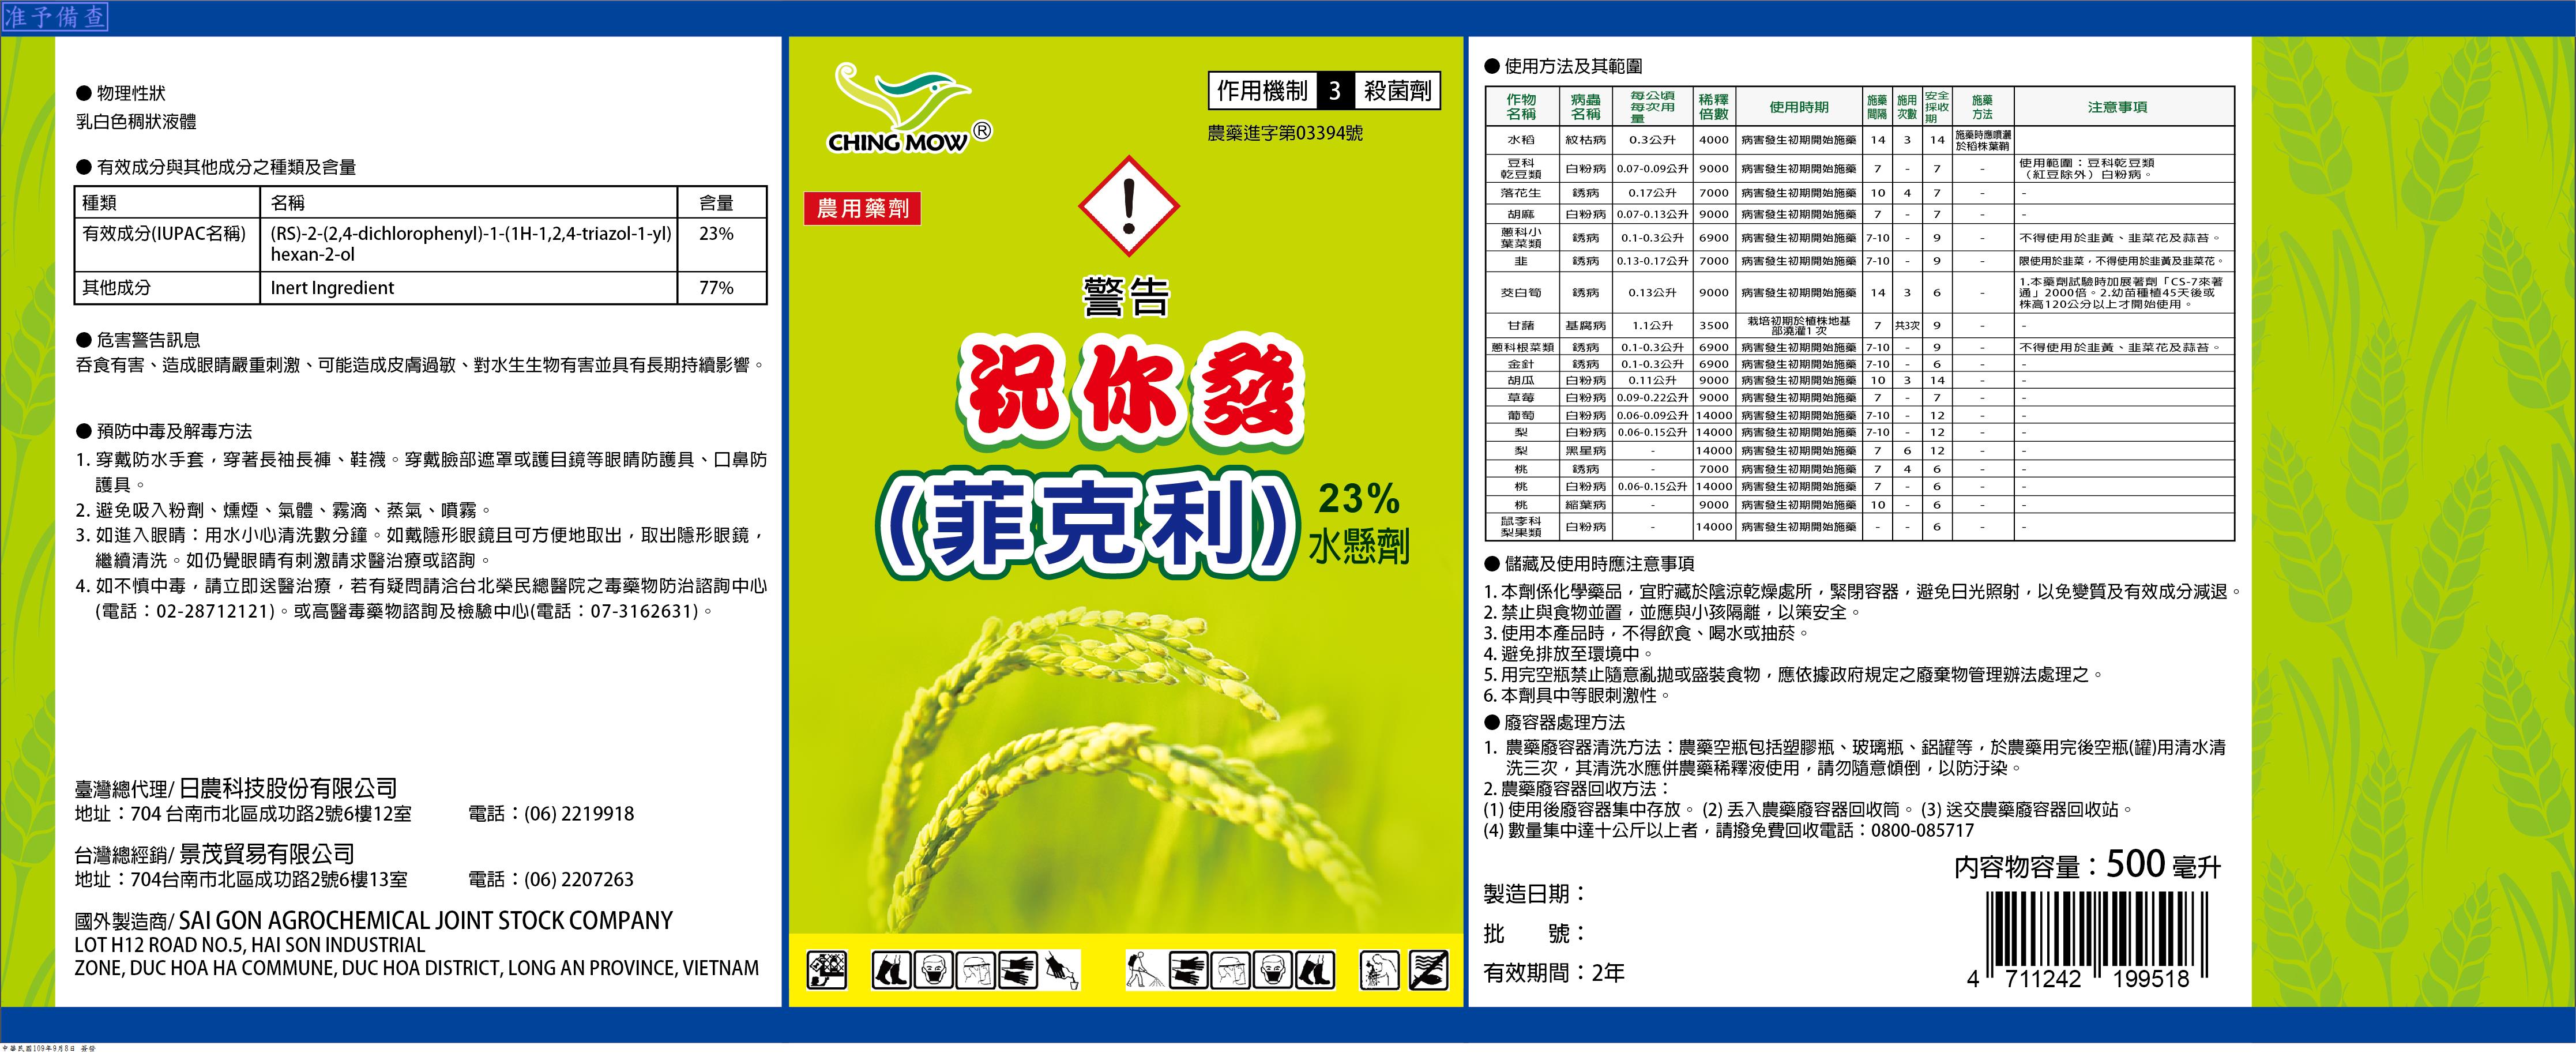 准予備查
● 物理性狀
乳白色稠狀液體
● 有效成分與其他成分之種類及含量
種類 名稱 含量
有效成分(IUPAC名稱) (RS)-2-(2,4-dichlorophenyl)-1-(1H-1,2,4-triazol-1-yl) 23%
hexan-2-ol
其他成分 Inert Ingredient 77%
● 危害警告訊息
吞食有害、造成眼睛嚴重刺激、可能造成皮膚過敏、對水生生物有害並具有長期持續影響。
● 預防中毒及解毒方法
1. 穿戴防水手套，穿著長袖長褲、鞋襪。穿戴臉部遮罩或護目鏡等眼睛防護具、口鼻防
護具。
2. 避免吸入粉劑、燻煙、氣體、霧滴、蒸氣、噴霧。
3. 如進入眼睛：用水小心清洗數分鐘。如戴隱形眼鏡且可方便地取出，取出隱形眼鏡，
繼續清洗。如仍覺眼睛有刺激請求醫治療或諮詢。
4. 如不慎中毒，請立即送醫治療，若有疑問請洽台北榮民總醫院之毒藥物防治諮詢中心
(電話：02-28712121)。或高醫毒藥物諮詢及檢驗中心(電話：07-3162631)。
臺灣總代理/ 日農科技股份有限公司
地址：704 台南市北區成功路2號6樓12室 電話：(06) 2219918
台灣總經銷/ 景茂貿易有限公司
地址：704台南市北區成功路2號6樓13室 電話：(06) 2207263
國外製造商/ SAI GON AGROCHEMICAL JOINT STOCK COMPANY
LOT H12 ROAD NO.5, HAI SON INDUSTRIAL
ZONE, DUC HOA HA COMMUNE, DUC HOA DISTRICT, LONG AN PROVINCE, VIETNAM
CHING MOW ®
作用機制 3 殺菌劑
農藥進字第03394號
農用藥劑
!
警告
祝你發
(菲克利)
23%
水懸劑
● 使用方法及其範圍
作物名稱 病蟲名稱 每公頃每次用量 稀釋倍數 使用時期 施藥間隔 施用次數 安全採收期 施藥方法 注意事項
水稻 紋枯病 0.3公升 4000 病害發生初期開始施藥 14 3 14 施藥時應噴灑於稻株葉鞘
豆科乾豆類 白粉病 0.07-0.09公升 9000 病害發生初期開始施藥 7 - 7 - 使用範圍：豆科乾豆類（紅豆除外）白粉病。
落花生 銹病 0.17公升 7000 病害發生初期開始施藥 10 4 7 - -
胡麻 白粉病 0.07-0.13公升 9000 病害發生初期開始施藥 7 - 7 - -
蔥科小葉菜類 銹病 0.1-0.3公升 6900 病害發生初期開始施藥 7-10 - 9 - 不得使用於韭黃、韭菜花及蒜苔。
韭 銹病 0.13-0.17公升 7000 病害發生初期開始施藥 7-10 - 9 - 限使用於韭菜，不得使用於韭黃及韭菜花。
茭白筍 銹病 0.13公升 9000 病害發生初期開始施藥 14 3 6 - 1.本藥劑試驗時加展著劑「CS-7來著通」2000倍。2.幼苗種植45天後或株高120公分以上才開始使用。
甘藷 基腐病 1.1公升 3500 栽培初期於植株地基部澆灌1次 7 共3次 9 - -
蔥科根菜類 銹病 0.1-0.3公升 6900 病害發生初期開始施藥 7-10 - 9 - 不得使用於韭黃、韭菜花及蒜苔。
金針 銹病 0.1-0.3公升 6900 病害發生初期開始施藥 7-10 - 6 - -
胡瓜 白粉病 0.11公升 9000 病害發生初期開始施藥 10 3 14 - -
草莓 白粉病 0.09-0.22公升 9000 病害發生初期開始施藥 7 - 7 - -
葡萄 白粉病 0.06-0.09公升 14000 病害發生初期開始施藥 7-10 - 12 - -
梨 白粉病 0.06-0.15公升 14000 病害發生初期開始施藥 7-10 - 12 - -
梨 黑星病 - 14000 病害發生初期開始施藥 7 6 12 - -
桃 銹病 - 7000 病害發生初期開始施藥 7 4 6 - -
桃 白粉病 0.06-0.15公升 14000 病害發生初期開始施藥 7 - 6 - -
桃 縮葉病 - 9000 病害發生初期開始施藥 10 - 6 - -
鼠李科梨果類 白粉病 - 14000 病害發生初期開始施藥 - - 6 - -
● 儲藏及使用時應注意事項
1. 本劑係化學藥品，宜貯藏於陰涼乾燥處所，緊閉容器，避免日光照射，以免變質及有效成分減退。
2. 禁止與食物並置，並應與小孩隔離，以策安全。
3. 使用本產品時，不得飲食、喝水或抽菸。
4. 避免排放至環境中。
5. 用完空瓶禁止隨意亂拋或盛裝食物，應依據政府規定之廢棄物管理辦法處理之。
6. 本劑具中等眼刺激性。
● 廢容器處理方法
1. 農藥廢容器清洗方法：農藥空瓶包括塑膠瓶、玻璃瓶、鋁罐等，於農藥用完後空瓶(罐)用清水清
洗三次，其清洗水應併農藥稀釋液使用，請勿隨意傾倒，以防汙染。
2. 農藥廢容器回收方法：
(1) 使用後廢容器集中存放。 (2) 丟入農藥廢容器回收筒。 (3) 送交農藥廢容器回收站。
(4) 數量集中達十公斤以上者，請撥免費回收電話：0800-085717
內容物容量：500 毫升
製造日期：
批 號：
有效期間：2年
4 711242 199518
中華民國109年9月8日 簽發